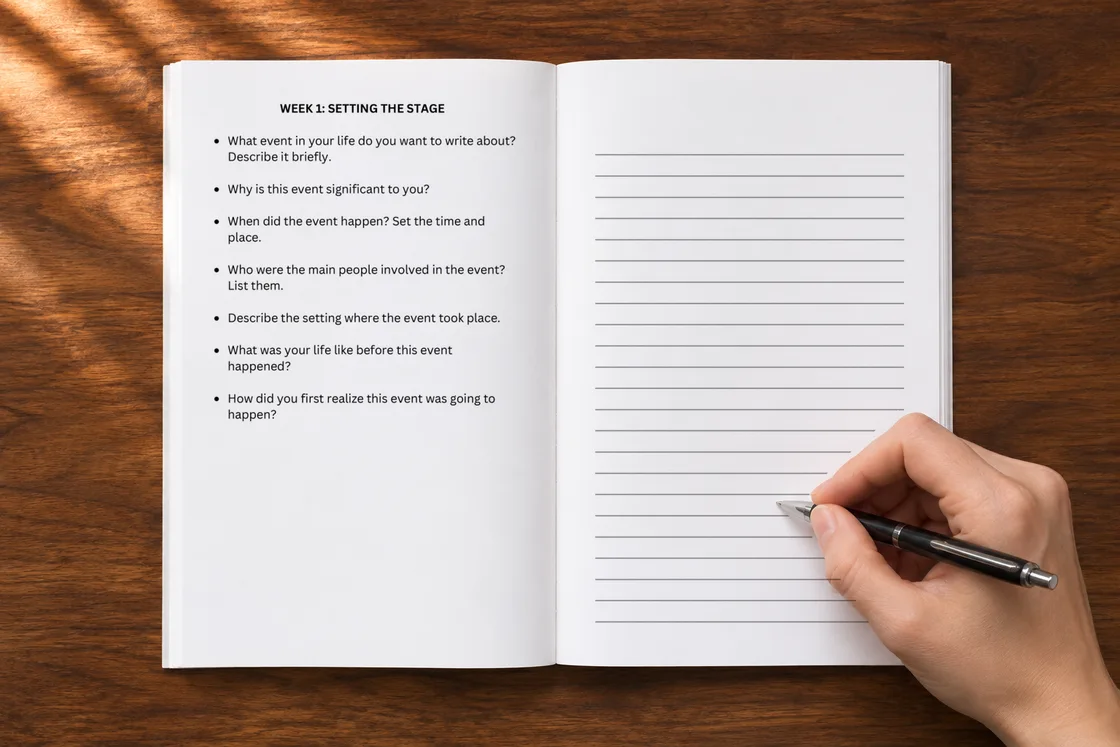 WEEK 1: SETTING THE STAGE
• What event in your life do you want to write about?
Describe it briefly.
• Why is this event significant to you?
• When did the event happen? Set the time and
place.
• Who were the main people involved in the event?
List them.
• Describe the setting where the event took place.
• What was your life like before this event
happened?
• How did you first realize this event was going to
happen?